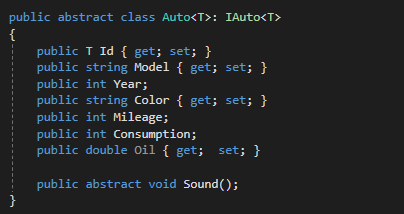 public abstract class Auto<T>: IAuto<T>
{
public T Id { get; set; }
public string Model { get; set; }
public int Year;
public string Color { get; set; }
public int Mileage;
public int Consumption;
public double Oil { get;  set; }
public abstract void Sound();
}